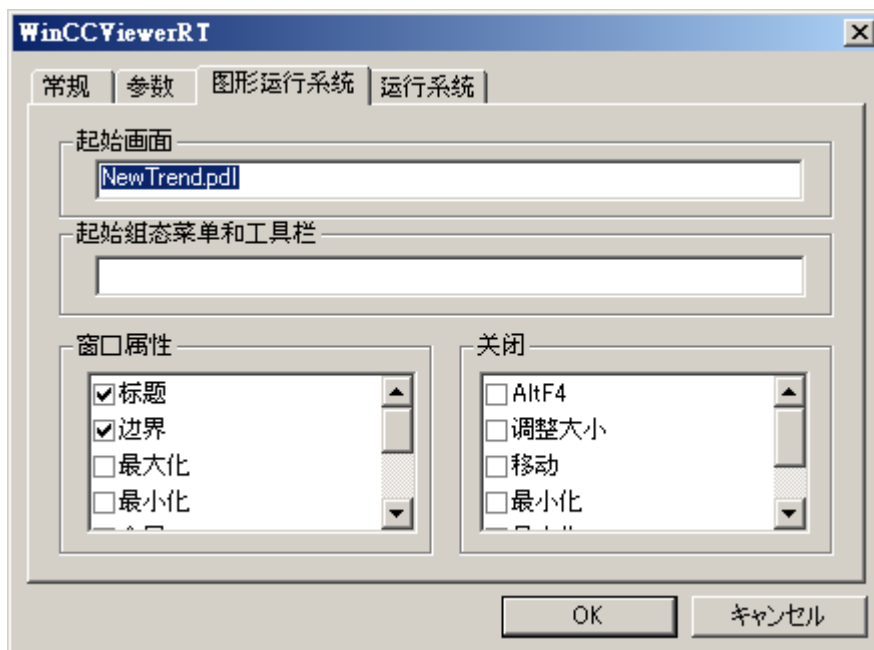 WinCCViewerRT
常规 参数 图形运行系统 运行系统
起始画面
NewTrend.pdl
起始组态菜单和工具栏
窗口属性
标题
边界
最大化
最小化
关闭
AltF4
调整大小
移动
最小化
OK キャンセル